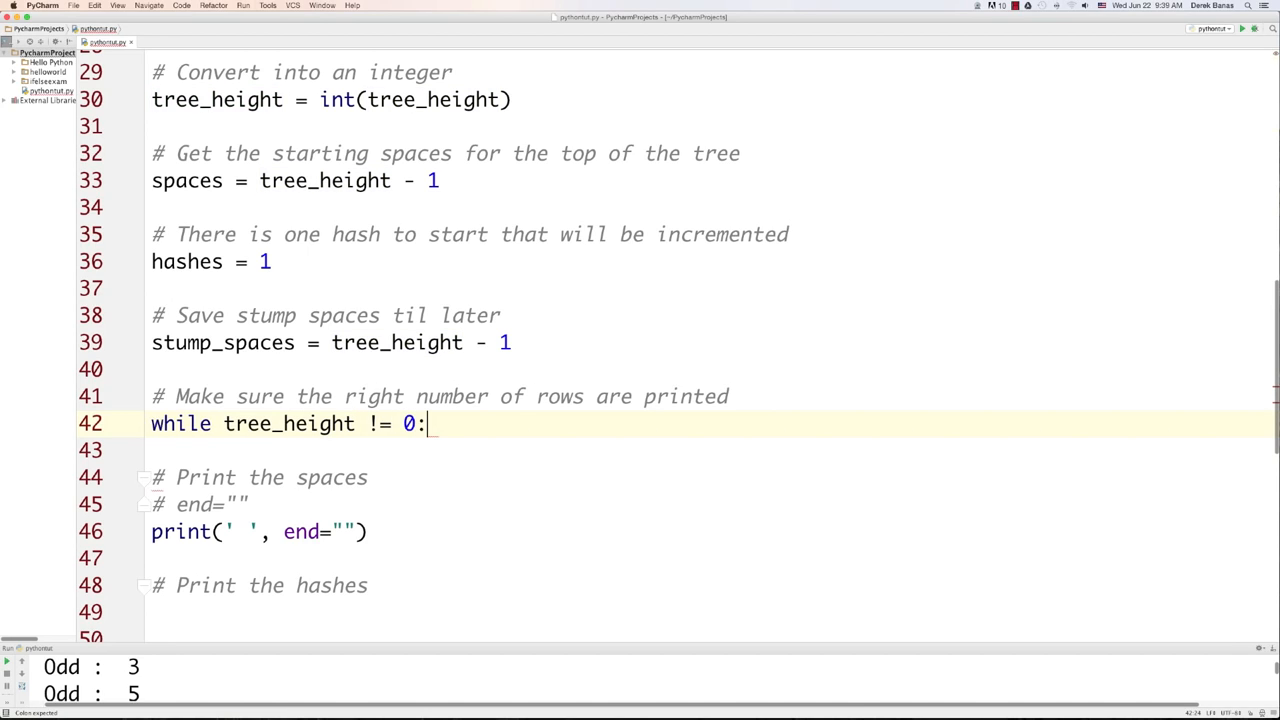 PyCharm File Edit View Navigate Code Refactor Run Tools VCS Window Help 10 Wed Jun 22 9:39 AM Derek Banas
pythontut.py - PycharmProjects - [~/PycharmProjects]
PycharmProjects pythontut.py pythontut
pythontut.py ×
PycharmProject
Hello Python
helloworld
ifelseexam
pythontut.py
External Librarie
28
29 # Convert into an integer
30 tree_height = int(tree_height)
31
32 # Get the starting spaces for the top of the tree
33 spaces = tree_height - 1
34
35 # There is one hash to start that will be incremented
36 hashes = 1
37
38 # Save stump spaces til later
39 stump_spaces = tree_height - 1
40
41 # Make sure the right number of rows are printed
42 while tree_height != 0:
43
44 # Print the spaces
45 # end=""
46 print(' ', end="")
47
48 # Print the hashes
49
50
Run pythontut
Odd : 3
Odd : 5
Colon expected 42:24 LF÷ UTF-8÷